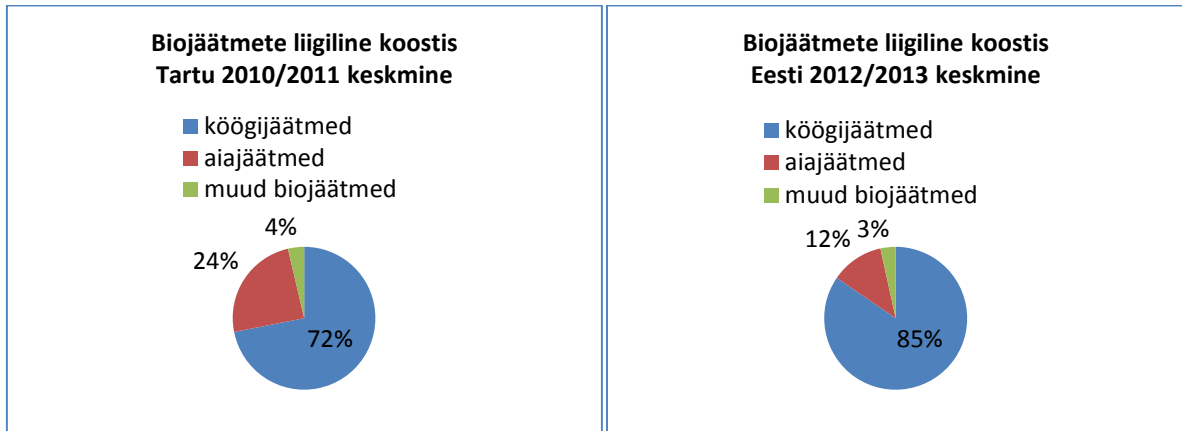 Biojäätmete liigiline koostis
Tartu 2010/2011 keskmine
köögijäätmed
aiajäätmed
muud biojäätmed
4%
24%
72%
Biojäätmete liigiline koostis
Eesti 2012/2013 keskmine
köögijäätmed
aiajäätmed
muud biojäätmed
3%
12%
85%